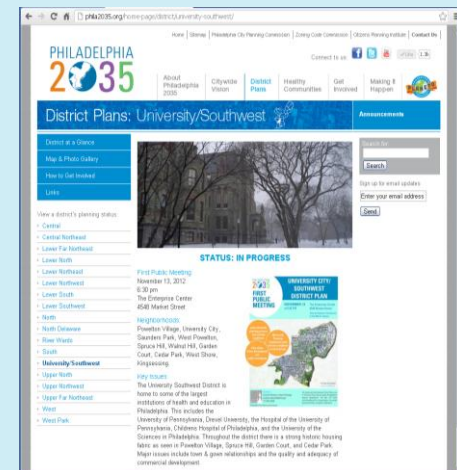 phila2035.org/home-page/district/university-southwest/
Home | Sitemap | Philadelphia City Planning Commission | Zoning Code Commission | Citizens Planning Institute | Contact Us
PHILADELPHIA
2035
Connect to us:
About Philadelphia 2035
Citywide Vision
District Plans
Healthy Communities
Get Involved
Making It Happen
District Plans: University/Southwest
Announcements
District at a Glance
Map & Photo Gallery
How to Get Involved
Links
Search for:
Search
Sign up for email updates
Enter your email address
Send
View a district's planning status:
Central
Central Northeast
Lower Far Northeast
Lower North
Lower Northeast
Lower Northwest
Lower South
Lower Southwest
North
North Delaware
River Wards
South
University/Southwest
Upper North
Upper Northwest
Upper Far Northeast
West
West Park
STATUS: IN PROGRESS
First Public Meeting
November 13, 2012
6:30 pm
The Enterprise Center
4548 Market Street
Neighborhoods
Powelton Village, University City,
Saunders Park, West Powelton,
Spruce Hill, Walnut Hill, Garden
Court, Cedar Park, West Shore,
Kingsessing.
Key Issues
The University Southwest District is
home to some of the largest
institutions of health and education in
Philadelphia. This includes the
University of Pennsylvania, Drexel University, the Hospital of the University of
Pennsylvania, Childrens Hospital of Philadelphia, and the University of the
Sciences in Philadelphia. Throughout the district there is a strong historic housing
fabric as seen in Powelton Village, Spruce Hill, Garden Court, and Cedar Park.
Major issues include town & gown relationships and the quality and adequacy of
commercial development.
2035
FIRST
PUBLIC
MEETING
UNIVERSITY CITY/
SOUTHWEST
DISTRICT PLAN